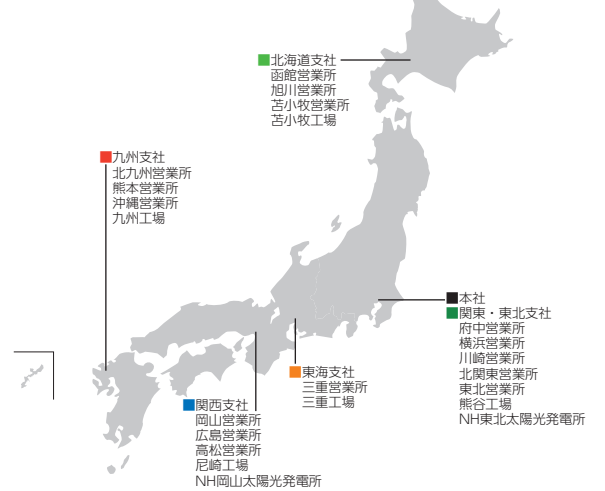 北海道支社
函館営業所
旭川営業所
苫小牧営業所
苫小牧工場
九州支社
北九州営業所
熊本営業所
沖縄営業所
九州工場
本社
関東・東北支社
府中営業所
横浜営業所
川崎営業所
北関東営業所
東北営業所
熊谷工場
NH東北太陽光発電所
東海支社
三重営業所
三重工場
関西支社
岡山営業所
広島営業所
高松営業所
尼崎工場
NH岡山太陽光発電所